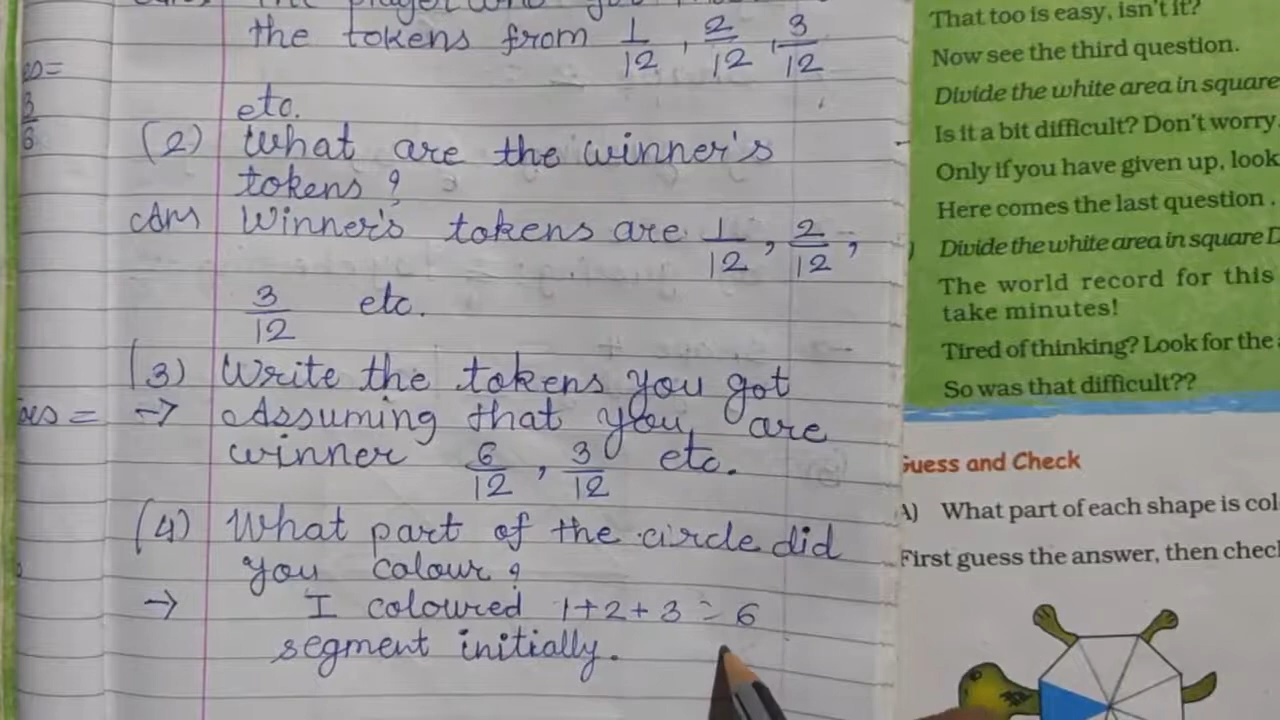 the tokens from 1/12, 2/12, 3/12
etc.
(2) What are the winner's
tokens?
Ans Winner's tokens are 1/12, 2/12,
3/12 etc.
(3) Write the tokens you got
→ Assuming that you are
winner 6/12, 3/12 etc.
(4) What part of the circle did
you colour?
→ I coloured 1+2+3=6
segment initially.
That too is easy, isn't it?
Now see the third question.
Divide the white area in square
Is it a bit difficult? Don't worry.
Only if you have given up, look
Here comes the last question.
Divide the white area in square D
The world record for this
take minutes!
Tired of thinking? Look for the
So was that difficult??
Guess and Check
A) What part of each shape is
First guess the answer, then